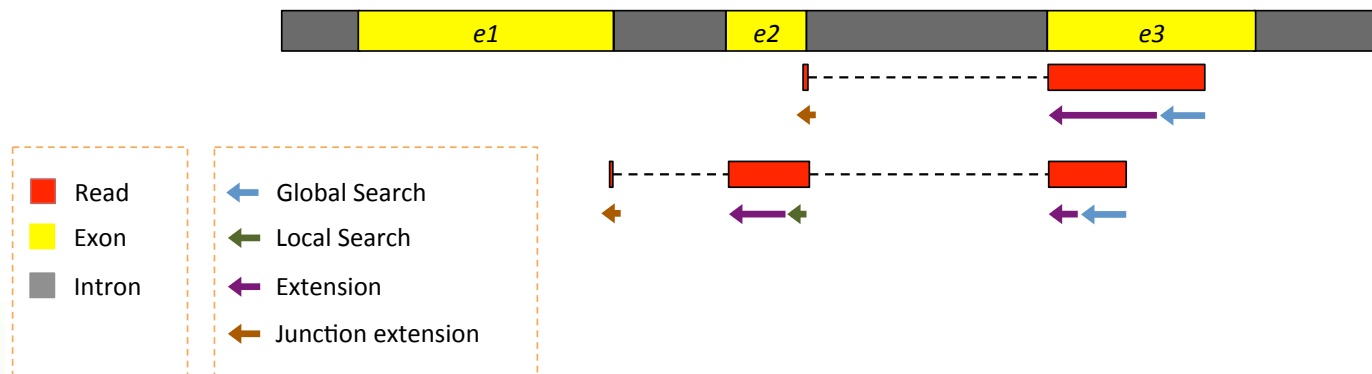 e1 e2 e3
Read
Exon
Intron
Global Search
Local Search
Extension
Junction extension